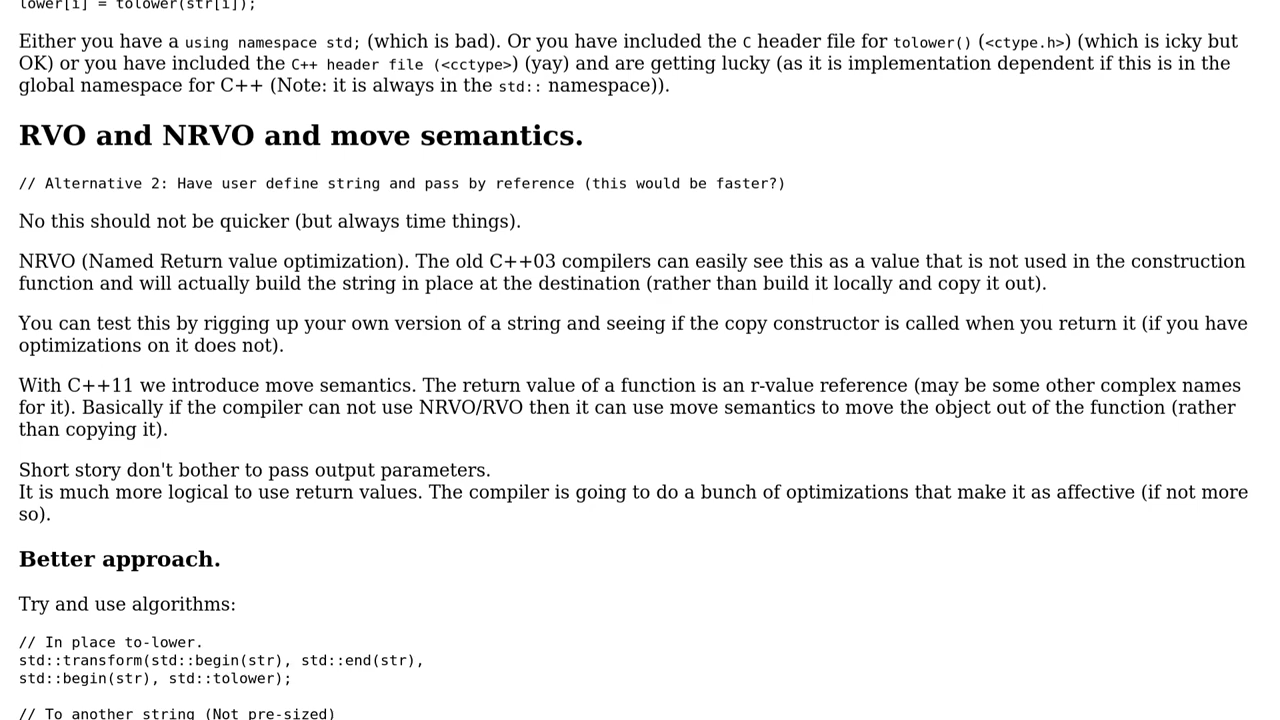 lower[i] = tolower(str[i]);
Either you have a using namespace std; (which is bad). Or you have included the C header file for tolower() (<ctype.h>) (which is icky but
OK) or you have included the C++ header file (<cctype>) (yay) and are getting lucky (as it is implementation dependent if this is in the
global namespace for C++ (Note: it is always in the std:: namespace)).
RVO and NRVO and move semantics.
// Alternative 2: Have user define string and pass by reference (this would be faster?)
No this should not be quicker (but always time things).
NRVO (Named Return value optimization). The old C++03 compilers can easily see this as a value that is not used in the construction
function and will actually build the string in place at the destination (rather than build it locally and copy it out).
You can test this by rigging up your own version of a string and seeing if the copy constructor is called when you return it (if you have
optimizations on it does not).
With C++11 we introduce move semantics. The return value of a function is an r-value reference (may be some other complex names
for it). Basically if the compiler can not use NRVO/RVO then it can use move semantics to move the object out of the function (rather
than copying it).
Short story don't bother to pass output parameters.
It is much more logical to use return values. The compiler is going to do a bunch of optimizations that make it as affective (if not more
so).
Better approach.
Try and use algorithms:
// In place to-lower.
std::transform(std::begin(str), std::end(str),
std::begin(str), std::tolower);
// To another string (Not pre-sized)